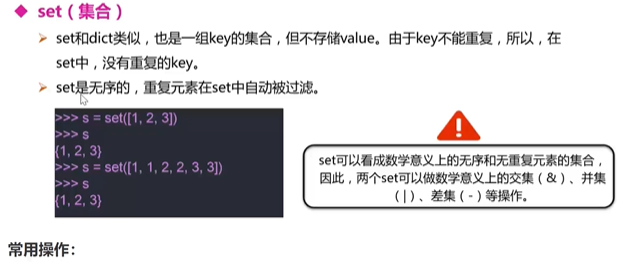 ◆ set（集合）
➢ set和dict类似，也是一组key的集合，但不存储value。由于key不能重复，所以，在
set中，没有重复的key。
➢ set是无序的，重复元素在set中自动被过滤。
>>> s = set([1, 2, 3])
>>> s
{1, 2, 3}
>>> s = set([1, 1, 2, 2, 3, 3])
>>> s
{1, 2, 3}
set可以看成数学意义上的无序和无重复元素的集合，
因此，两个set可以做数学意义上的交集（&）、并集
（|）、差集（-）等操作。
常用操作：